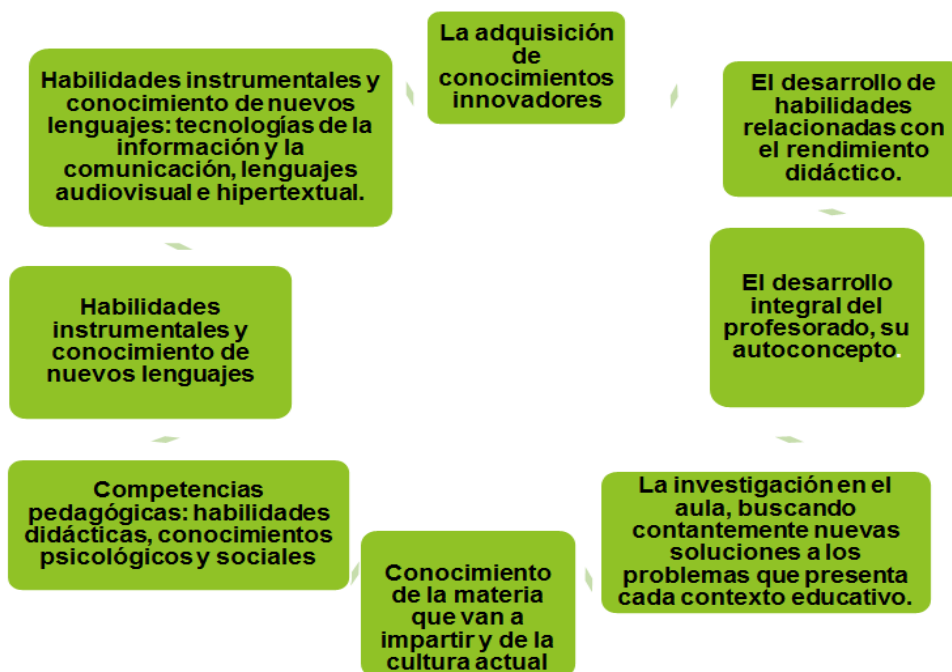 La adquisición
de
conocimientos
innovadores
El desarrollo de
habilidades
relacionadas con
el rendimiento
didáctico.
El desarrollo
integral del
profesorado, su
autoconcepto.
La investigación en el
aula, buscando
contantemente nuevas
soluciones a los
problemas que presenta
cada contexto educativo.
Conocimiento
de la materia
que van a
impartir y de la
cultura actual
Competencias
pedagógicas: habilidades
didácticas, conocimientos
psicológicos y sociales
Habilidades
instrumentales y
conocimiento de
nuevos lenguajes
Habilidades instrumentales y
conocimiento de nuevos
lenguajes: tecnologías de la
información y la
comunicación, lenguajes
audiovisual e hipertextual.